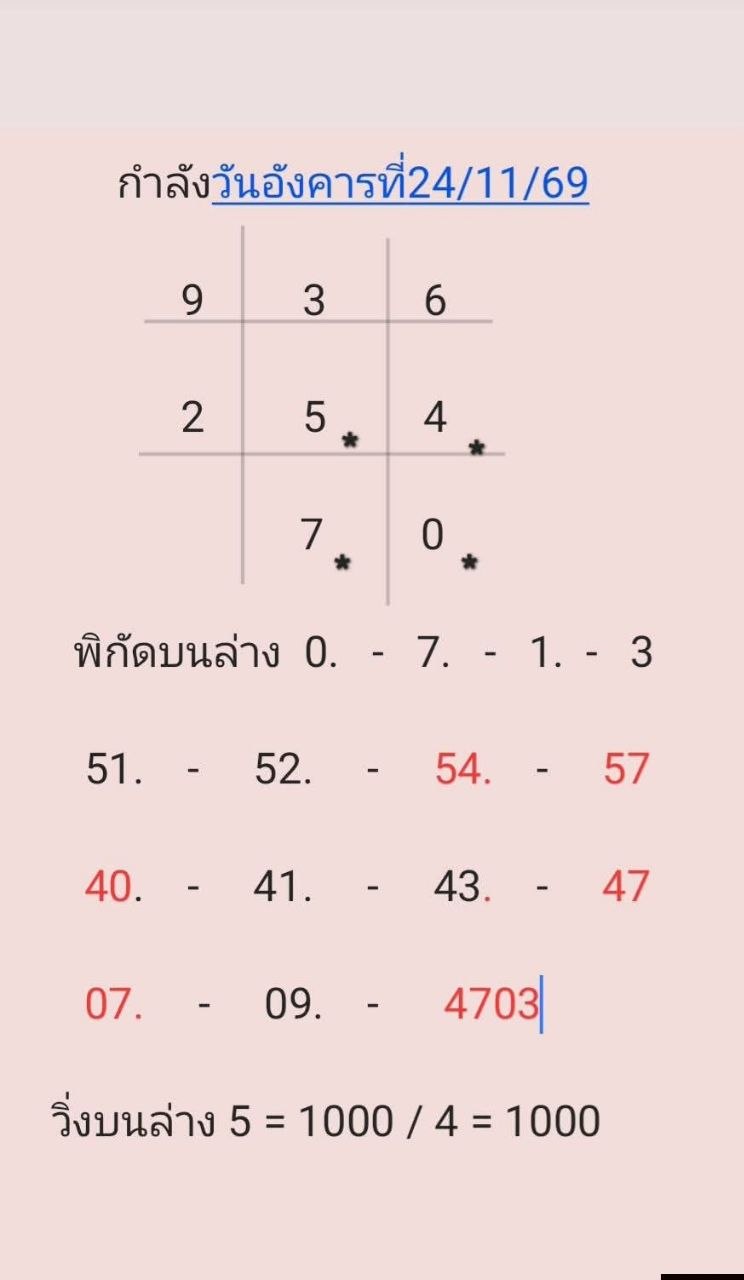 กำลังวันอังคารที่24/11/69
9 3 6
2 5* 4*
7* 0*
พิกัดบนล่าง 0. - 7. - 1. - 3
51. - 52. - 54. - 57
40. - 41. - 43. - 47
07. - 09. - 4703
วิ่งบนล่าง 5 = 1000 / 4 = 1000